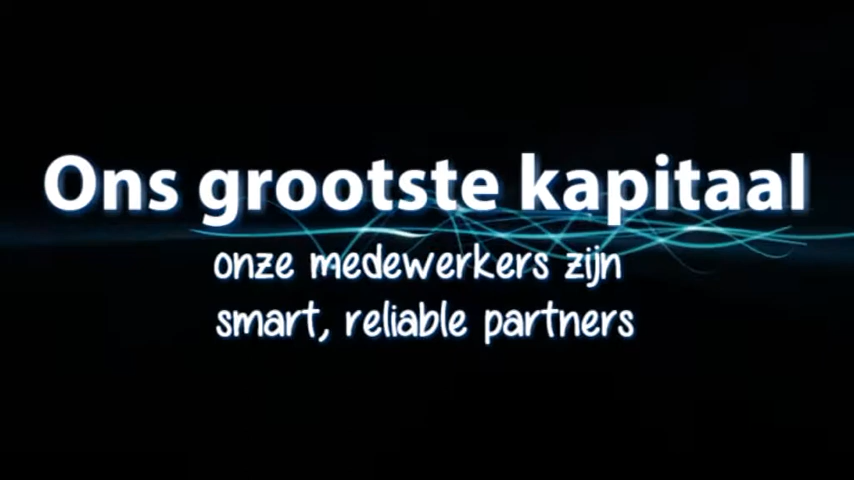 Ons grootste kapitaal
onze medewerkers zijn
smart, reliable partners